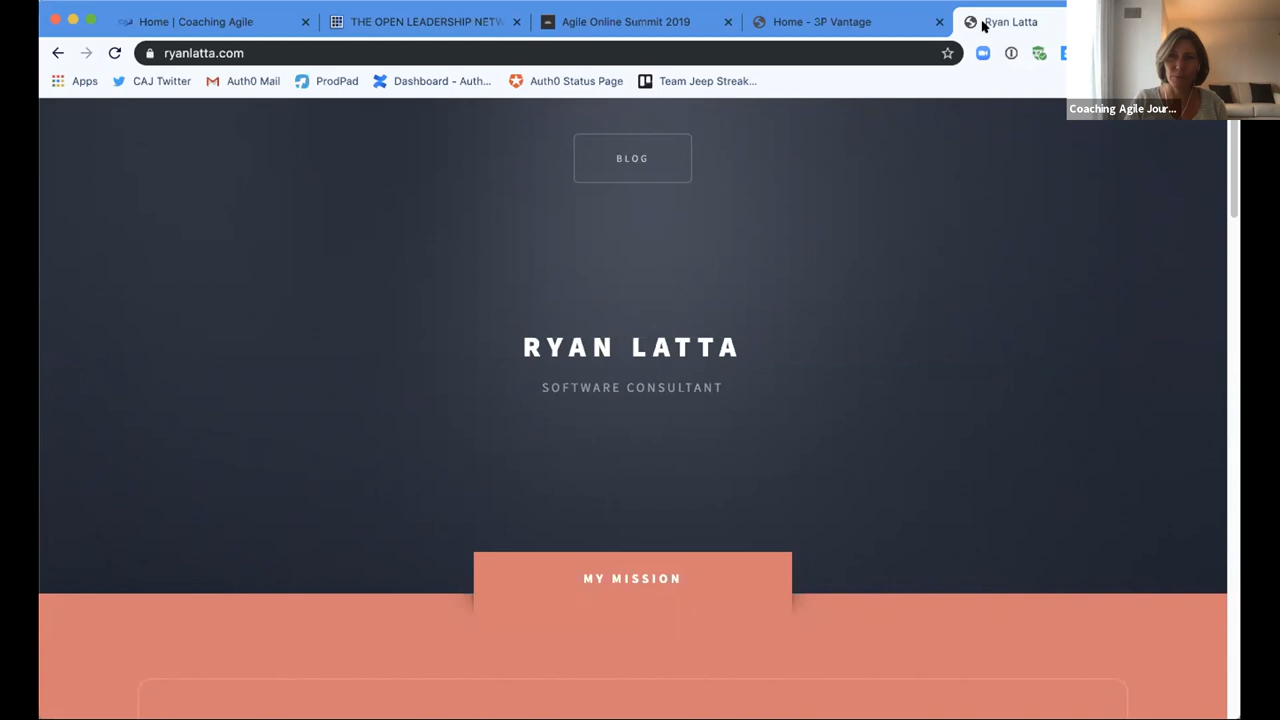 Home | Coaching Agile
THE OPEN LEADERSHIP NETW
Agile Online Summit 2019
Home - 3P Vantage
Ryan Latta
ryanlatta.com
Apps
CAJ Twitter
Auth0 Mail
ProdPad
Dashboard - Auth...
Auth0 Status Page
Team Jeep Streak...
Coaching Agile Jour...
BLOG
RYAN LATTA
SOFTWARE CONSULTANT
MY MISSION